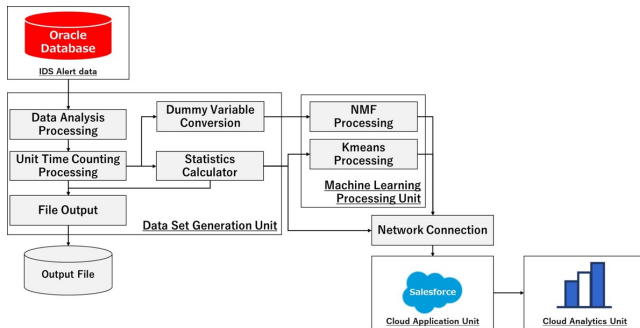 Oracle
Database
IDS Alert data
Data Analysis
Processing
Dummy Variable
Conversion
NMF
Processing
Unit Time Counting
Processing
Statistics
Calculator
Kmeans
Processing
Machine Learning
Processing Unit
File Output
Data Set Generation Unit
Network Connection
Output File
Salesforce
Cloud Application Unit
Cloud Analytics Unit